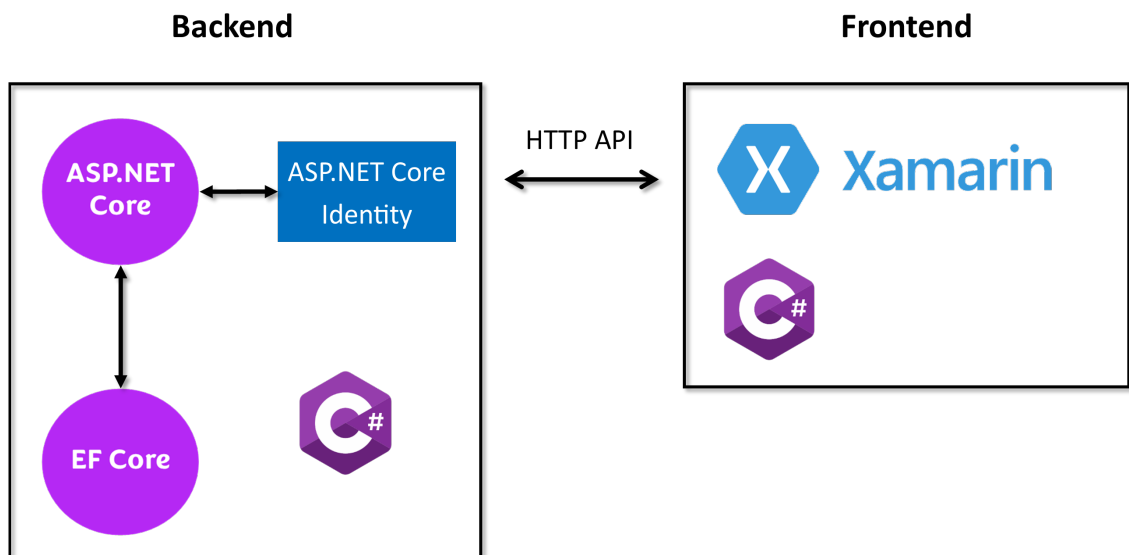 Backend
Frontend
ASP.NET
Core
ASP.NET Core
Identity
HTTP API
X Xamarin
C#
EF Core
C#